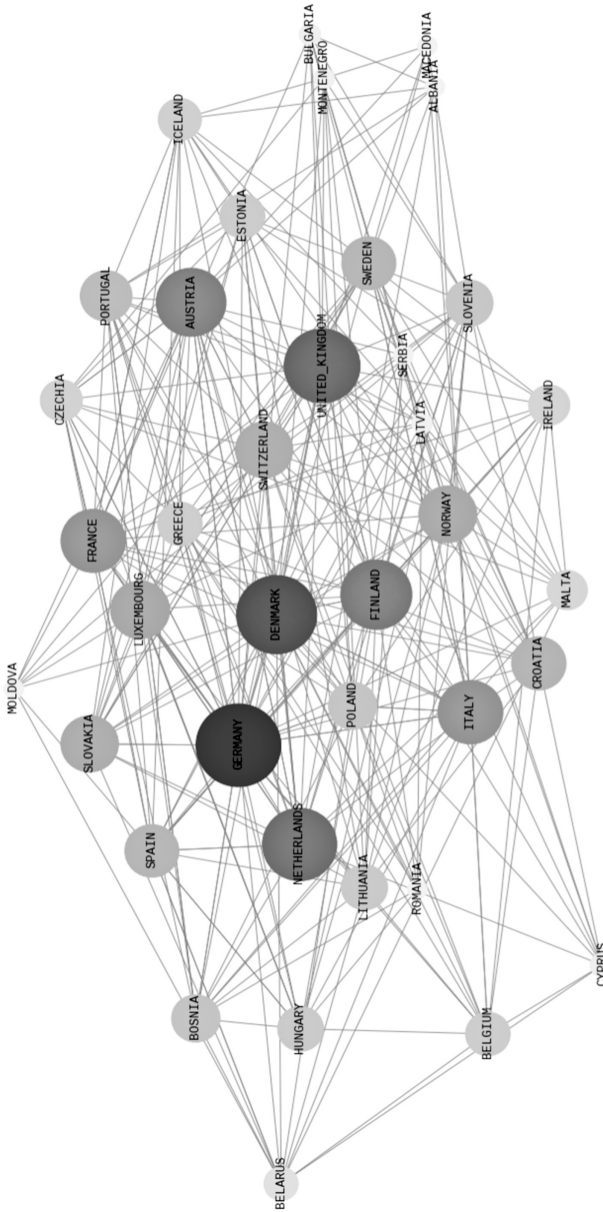 BULGARIA
MACEDONIA
MONTENEGRO
ALBANIA
ICELAND
ESTONIA
SWEDEN
PORTUGAL
AUSTRIA
SLOVENIA
UNITED_KINGDOM
SERBIA
CZECHIA
IRELAND
LATVIA
SWITZERLAND
NORWAY
GREECE
FRANCE
MALTA
FINLAND
LUXEMBOURG
DENMARK
CROATIA
MOLDOVA
POLAND
ITALY
SLOVAKIA
GERMANY
NETHERLANDS
SPAIN
LITHUANIA
ROMANIA
CYPRUS
BOSNIA
HUNGARY
BELGIUM
BELARUS